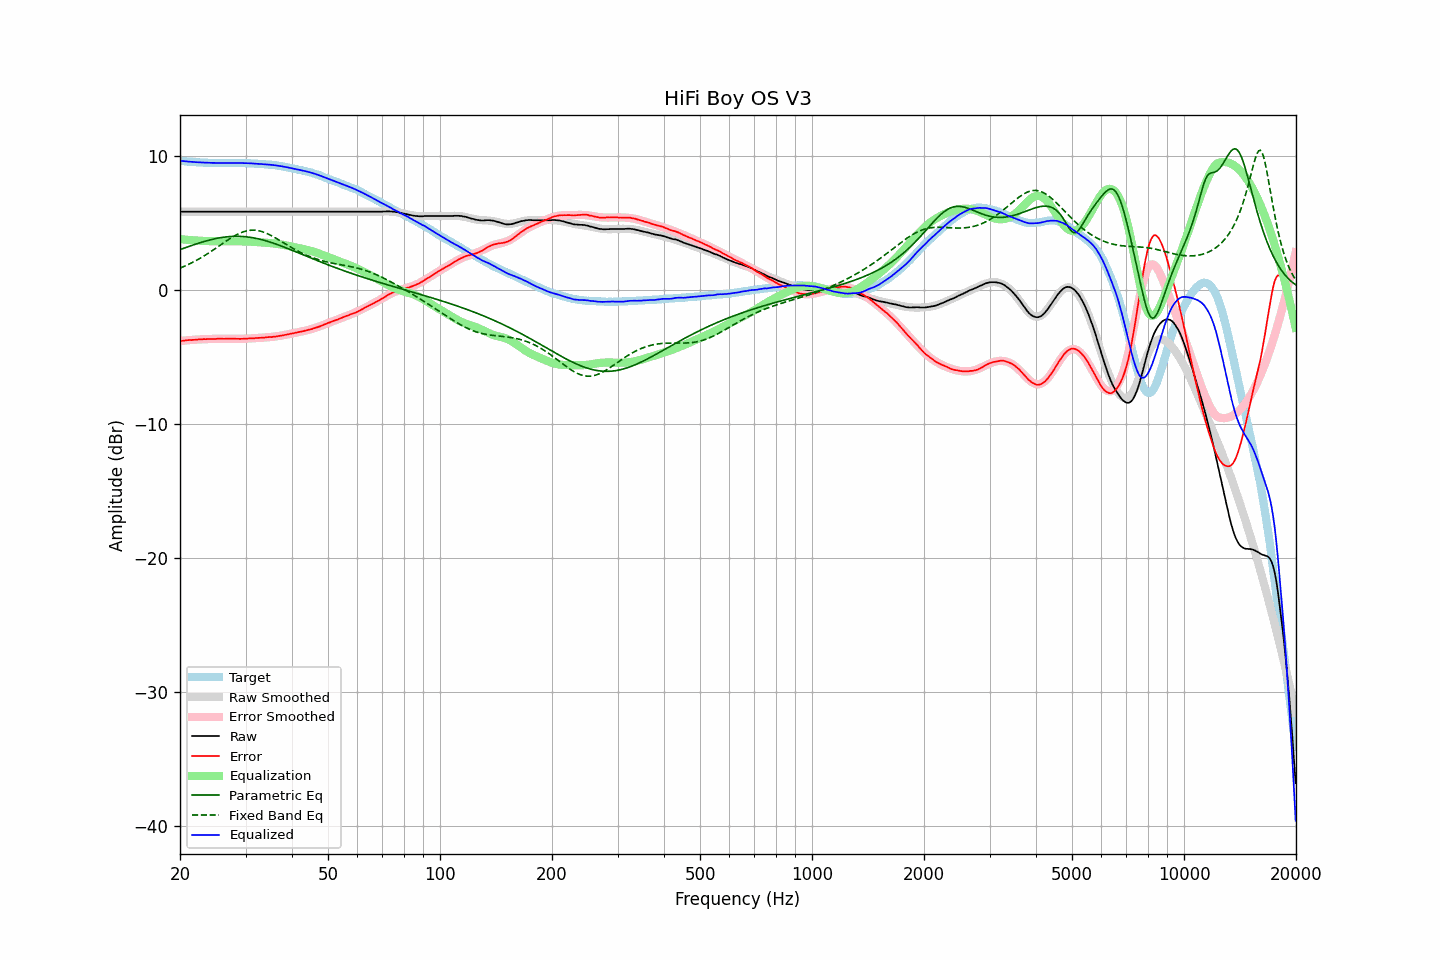 HiFi Boy OS V3
10
0
−10
−20
−30
−40
Amplitude (dBr)
20
50
100
200
500
1000
2000
5000
10000
20000
Frequency (Hz)
Target
Raw Smoothed
Error Smoothed
Raw
Error
Equalization
Parametric Eq
Fixed Band Eq
Equalized